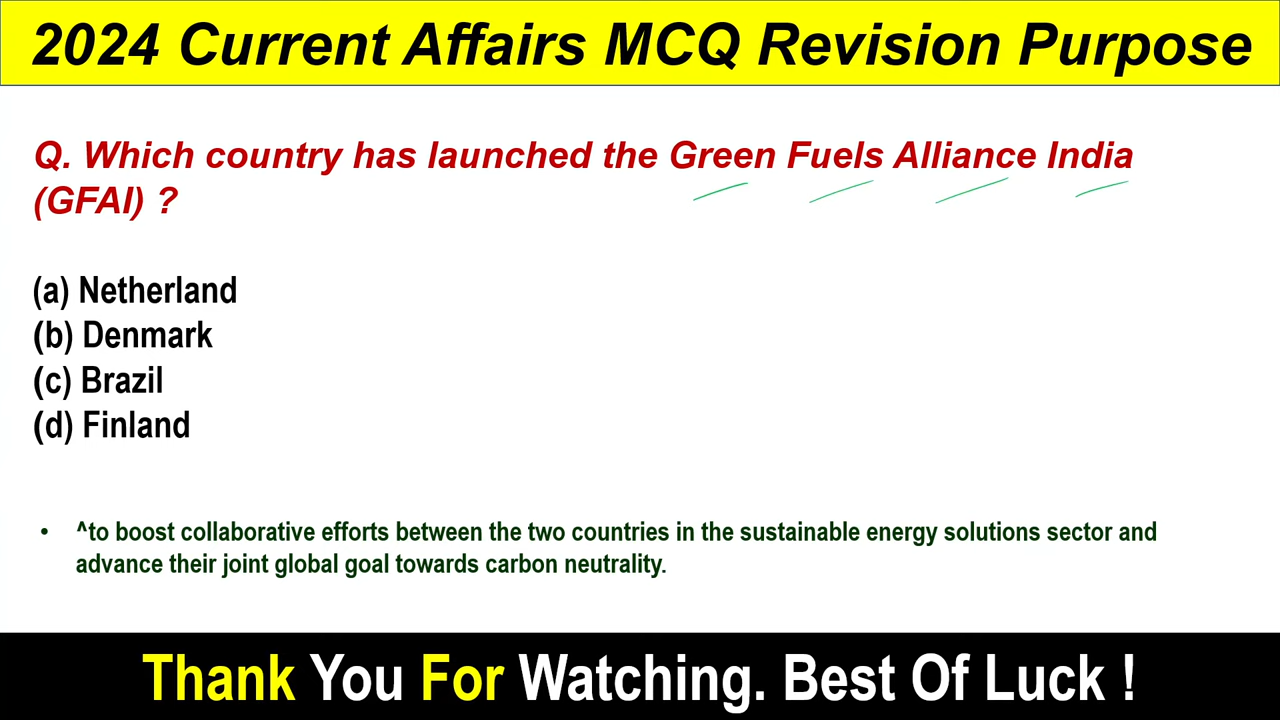 2024 Current Affairs MCQ Revision Purpose
Q. Which country has launched the Green Fuels Alliance India
(GFAI) ?
(a) Netherland
(b) Denmark
(c) Brazil
(d) Finland
• ^to boost collaborative efforts between the two countries in the sustainable energy solutions sector and
advance their joint global goal towards carbon neutrality.
Thank You For Watching. Best Of Luck !